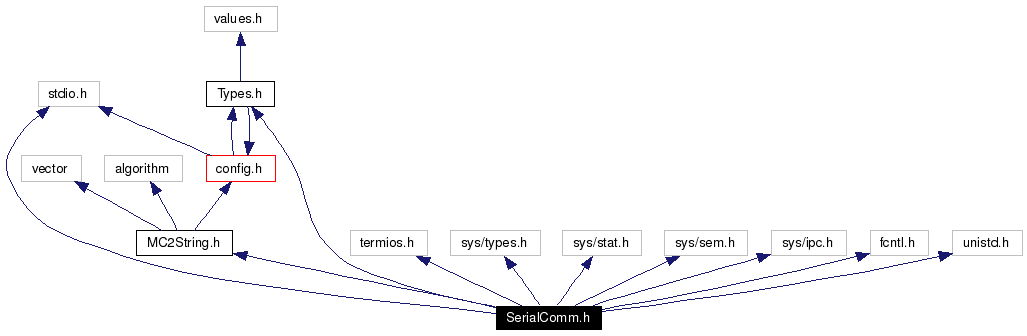 values.h
stdio.h
Types.h
vector
algorithm
config.h
MC2String.h
termios.h
sys/types.h
sys/stat.h
sys/sem.h
sys/ipc.h
fcntl.h
unistd.h
SerialComm.h